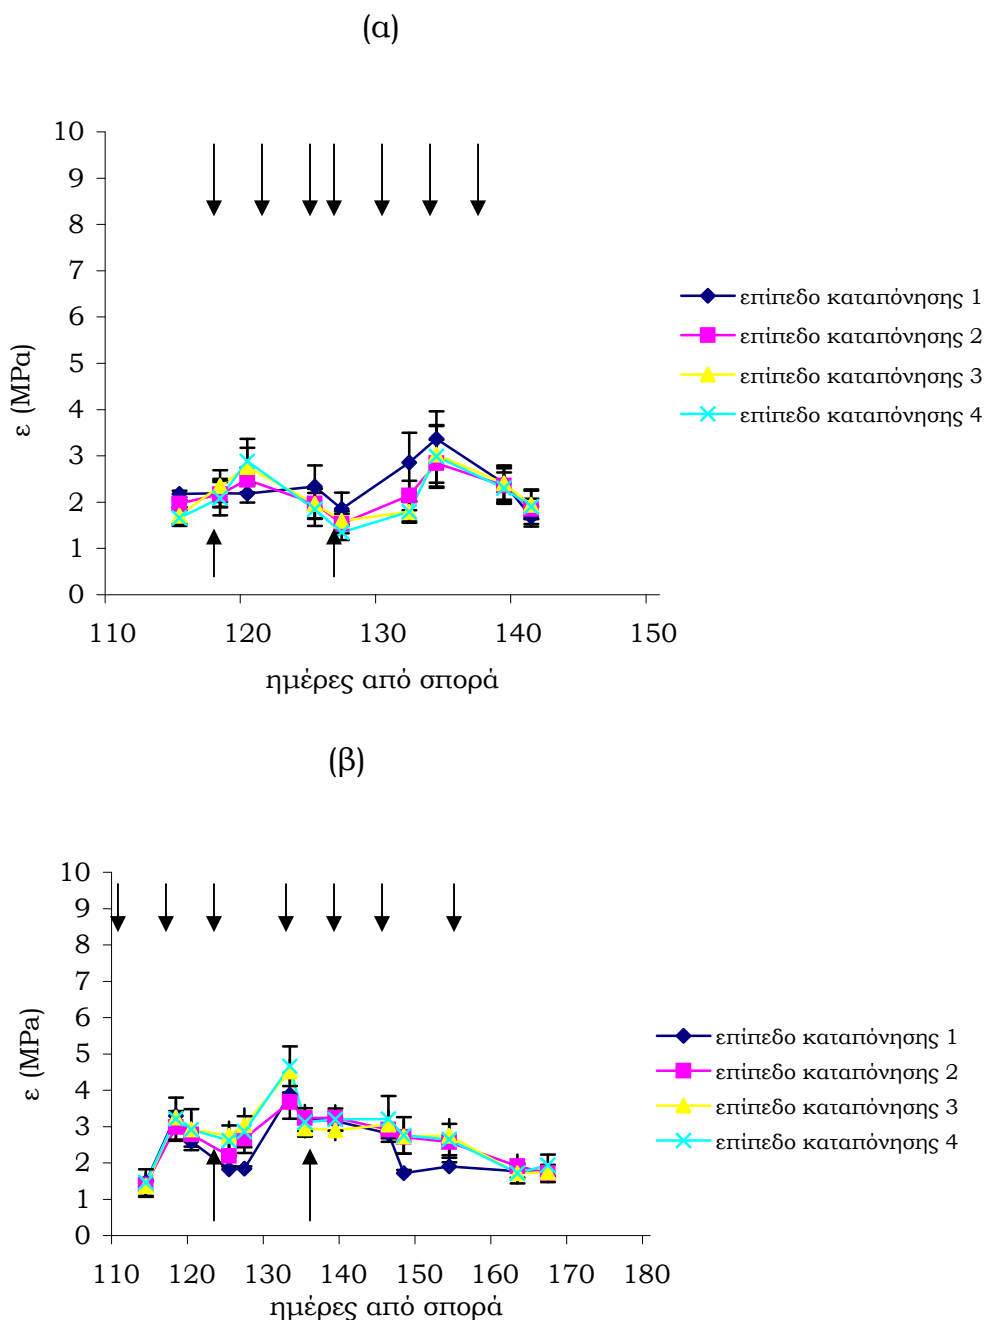 (α)
10
9
8
7
6
5
4
3
2
1
0
ε (MPa)
110 120 130 140 150
ημέρες από σπορά
επίπεδο καταπόνησης 1
επίπεδο καταπόνησης 2
επίπεδο καταπόνησης 3
επίπεδο καταπόνησης 4
(β)
10
9
8
7
6
5
4
3
2
1
0
ε (MPa)
110 120 130 140 150 160 170 180
ημέρες από σπορά
επίπεδο καταπόνησης 1
επίπεδο καταπόνησης 2
επίπεδο καταπόνησης 3
επίπεδο καταπόνησης 4